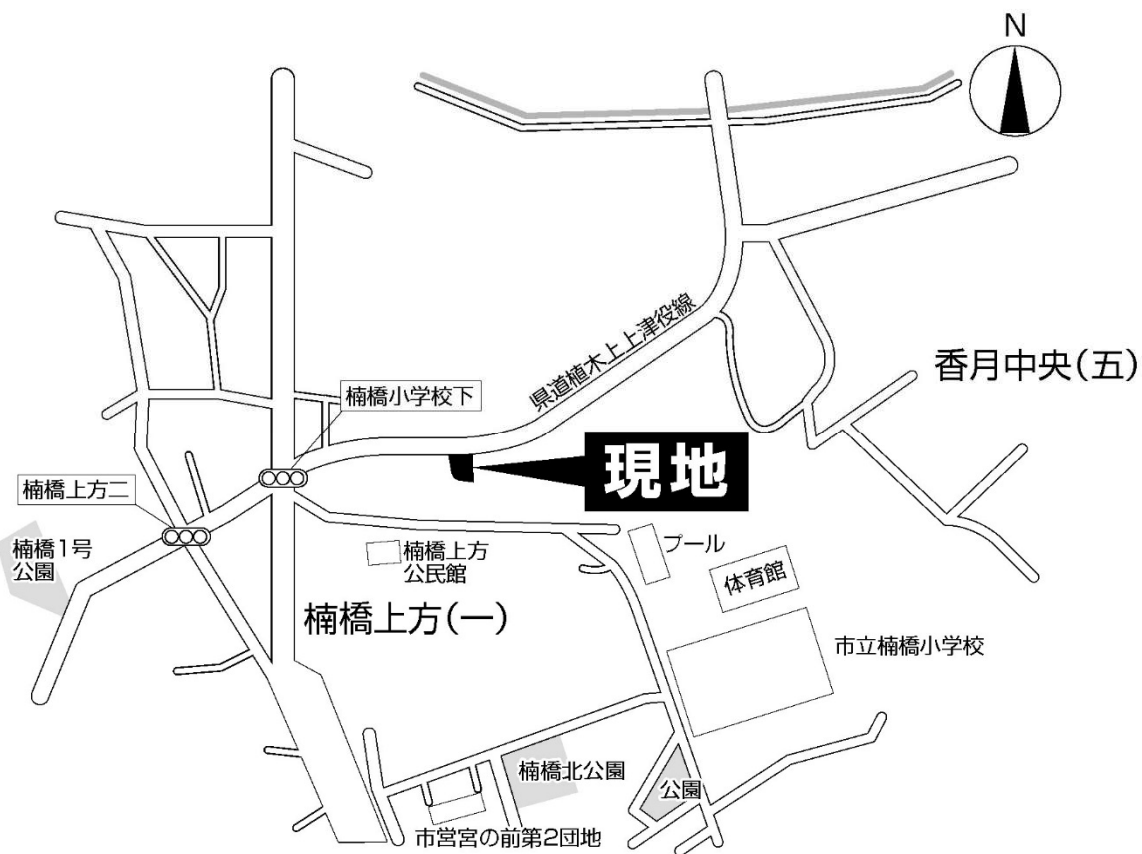 N
県道植木上上津役線
香月中央(五)
楠橋小学校下
現地
楠橋上方二
楠橋1号
公園
楠橋上方
公民館
プール
体育館
楠橋上方(一)
市立楠橋小学校
楠橋北公園
公園
市営宮の前第2団地